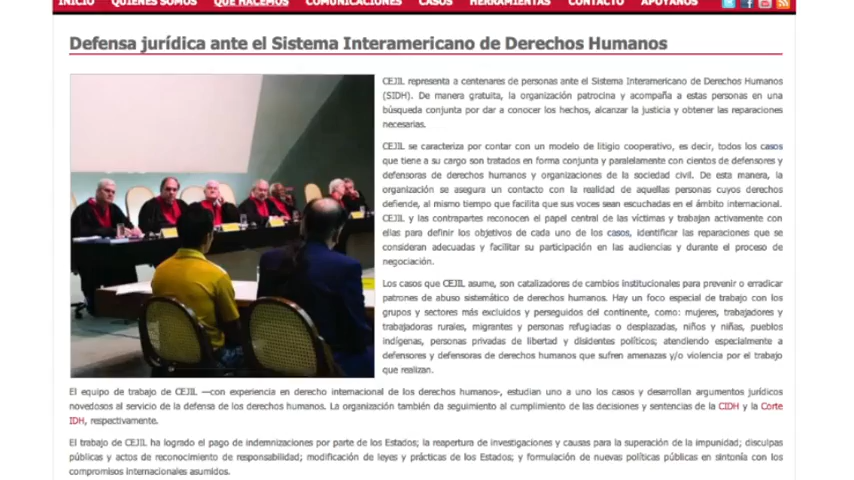 INICIO QUIENES SOMOS QUÉ HACEMOS COMUNICACIONES CASOS HERRAMIENTAS CONTACTO APÓYANOS
Defensa jurídica ante el Sistema Interamericano de Derechos Humanos
CEJIL representa a centenares de personas ante el Sistema Interamericano de Derechos Humanos
(SIDH). De manera gratuita, la organización patrocina y acompaña a estas personas en una
búsqueda conjunta por dar a conocer los hechos, alcanzar la justicia y obtener las reparaciones
necesarias.
CEJIL se caracteriza por contar con un modelo de litigio cooperativo, es decir, todos los casos
que tiene a su cargo son tratados en forma conjunta y paralelamente con cientos de defensores y
defensoras de derechos humanos y organizaciones de la sociedad civil. De esta manera, la
organización se asegura un contacto con la realidad de aquellas personas cuyos derechos
defiende, al mismo tiempo que facilita que sus voces sean escuchadas en el ámbito internacional.
CEJIL y las contrapartes reconocen el papel central de las víctimas y trabajan activamente con
ellas para definir los objetivos de cada uno de los casos, identificar las reparaciones que se
consideran adecuadas y facilitar su participación en las audiencias y durante el proceso de
negociación.
Los casos que CEJIL asume, son catalizadores de cambios institucionales para prevenir o erradicar
patrones de abuso sistemático de derechos humanos. Hay un foco especial de trabajo con los
grupos y sectores más excluidos y perseguidos del continente, como: mujeres, trabajadores y
trabajadoras rurales, migrantes y personas refugiadas o desplazadas, niños y niñas, pueblos
indígenas, personas privadas de libertad y disidentes políticos; atendiendo especialmente a
defensores y defensoras de derechos humanos que sufren amenazas y/o violencia por el trabajo
que realizan.
El equipo de trabajo de CEJIL —con experiencia en derecho internacional de los derechos humanos-, estudian uno a uno los casos y desarrollan argumentos jurídicos
novedosos al servicio de la defensa de los derechos humanos. La organización también da seguimiento al cumplimiento de las decisiones y sentencias de la CIDH y la Corte
IDH, respectivamente.
El trabajo de CEJIL ha logrado el pago de indemnizaciones por parte de los Estados; la reapertura de investigaciones y causas para la superación de la impunidad; disculpas
públicas y actos de reconocimiento de responsabilidad; modificación de leyes y prácticas de los Estados; y formulación de nuevas políticas públicas en sintonía con los
compromisos internacionales asumidos.